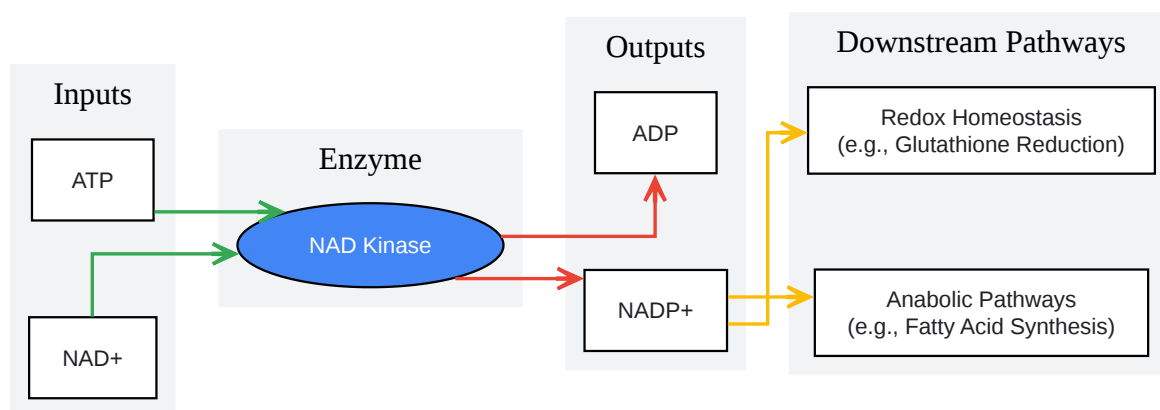 Inputs
ATP
NAD+
Enzyme
NAD Kinase
Outputs
ADP
NADP+
Downstream Pathways
Redox Homeostasis
(e.g., Glutathione Reduction)
Anabolic Pathways
(e.g., Fatty Acid Synthesis)